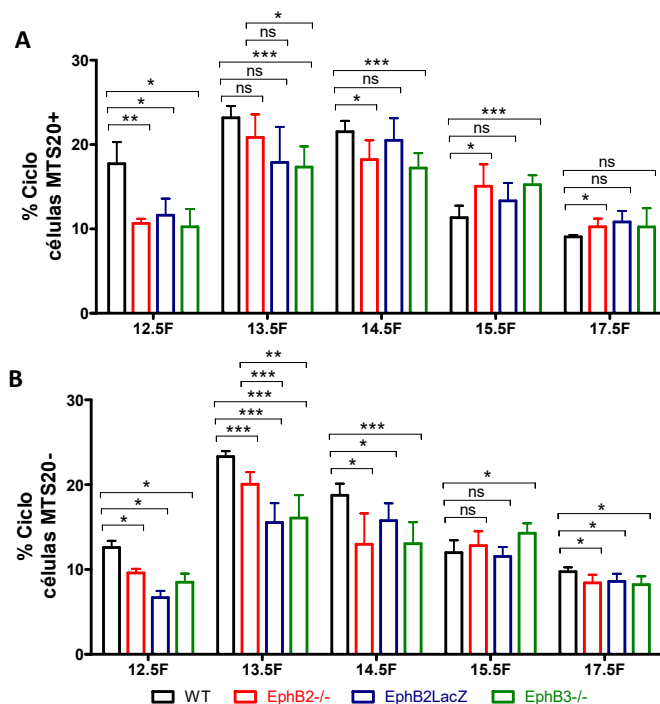 A
*
ns
***
ns
ns
*
*
**
***
ns
*
***
ns
*
ns
ns
*
30
20
10
0
% Ciclo
células MTS20+
12.5F
13.5F
14.5F
15.5F
17.5F
B
**
***
***
***
***
*
*
*
***
*
*
*
ns
ns
*
*
*
30
20
10
0
% Ciclo
células MTS20-
12.5F
13.5F
14.5F
15.5F
17.5F
WT EphB2-/- EphB2LacZ EphB3-/-